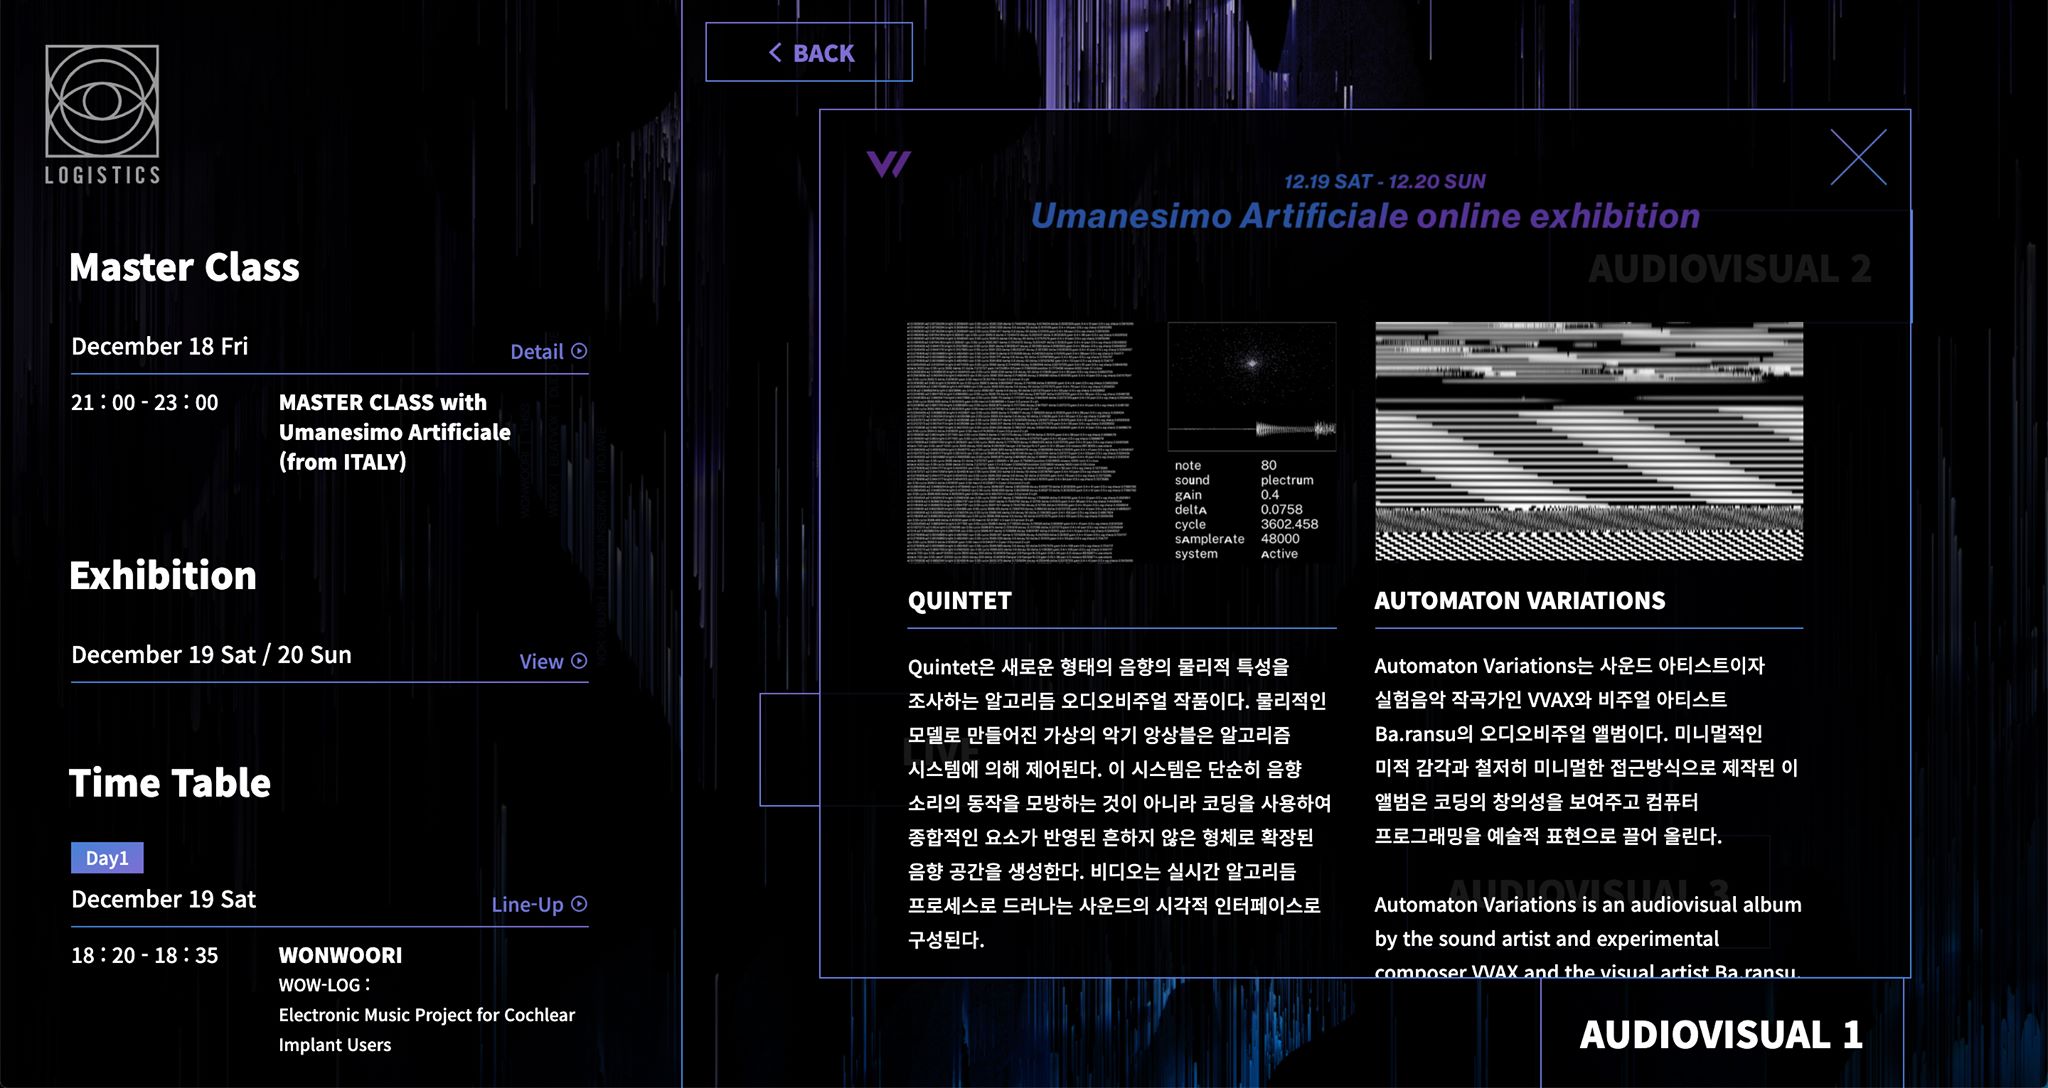 LOGISTICS
Master Class
December 18 Fri
Detail
21 : 00 - 23 : 00
MASTER CLASS with
Umanesimo Artificiale
(from ITALY)
Exhibition
December 19 Sat / 20 Sun
View
Time Table
Day1
December 19 Sat
Line-Up
18 : 20 - 18 : 35
WONWOORI
WOW-LOG :
Electronic Music Project for Cochlear
Implant Users
BACK
12.19 SAT - 12.20 SUN
Umanesimo Artificiale online exhibition
AUDIOVISUAL 2
note 80
sound plectrum
gain 0.4
delta 0.0758
cycle 3602.458
samplerate 48000
system active
QUINTET
Quintet은 새로운 형태의 음향의 물리적 특성을
조사하는 알고리듬 오디오비주얼 작품이다. 물리적인
모델로 만들어진 가상의 악기 앙상블은 알고리즘
시스템에 의해 제어된다. 이 시스템은 단순히 음향
소리의 동작을 모방하는 것이 아니라 코딩을 사용하여
종합적인 요소가 반영된 흔하지 않은 형체로 확장된
음향 공간을 생성한다. 비디오는 실시간 알고리듬
프로세스로 드러나는 사운드의 시각적 인터페이스로
구성된다.
LIVE
AUTOMATON VARIATIONS
Automaton Variations는 사운드 아티스트이자
실험음악 작곡가인 VVAX와 비주얼 아티스트
Ba.ransu의 오디오비주얼 앨범이다. 미니멀적인
미적 감각과 철저히 미니멀한 접근방식으로 제작된 이
앨범은 코딩의 창의성을 보여주고 컴퓨터
프로그래밍을 예술적 표현으로 끌어 올린다.
AUDIOVISUAL 3
Automaton Variations is an audiovisual album
by the sound artist and experimental
composer VVAX and the visual artist Ba.ransu.
AUDIOVISUAL 1